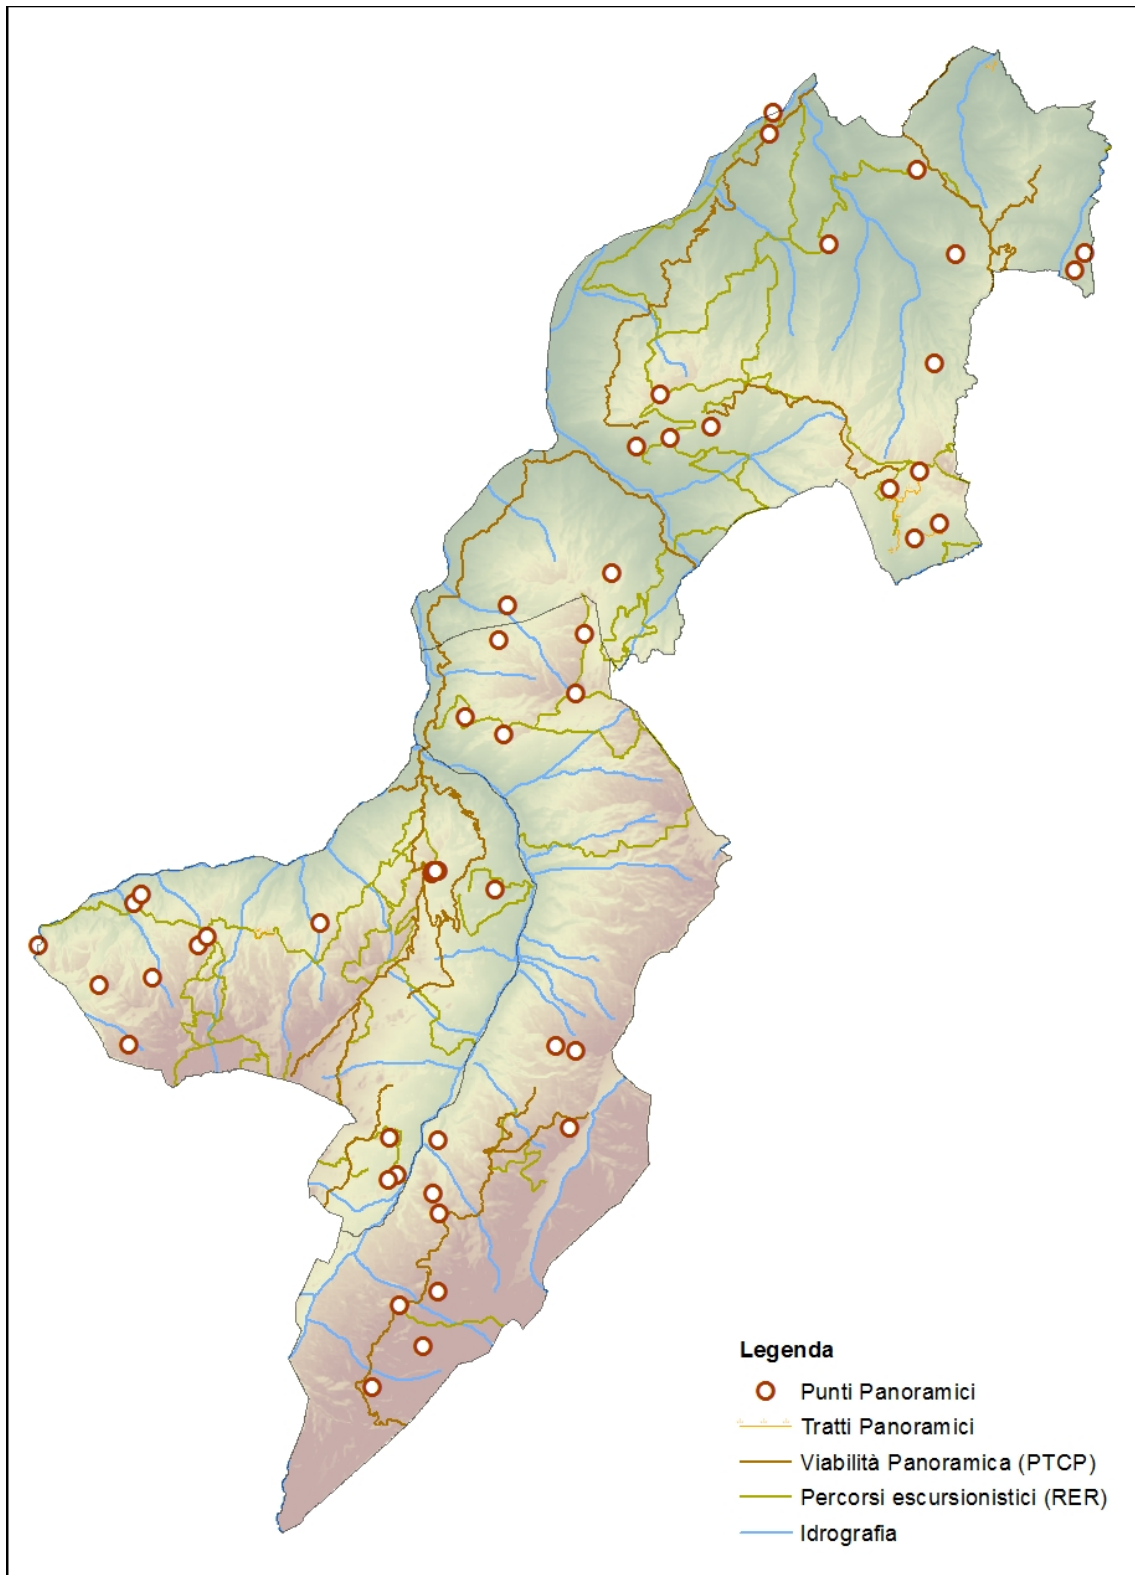 Legenda
Punti Panoramici
Tratti Panoramici
Viabilità Panoramica (PTCP)
Percorsi escursionistici (RER)
Idrografia